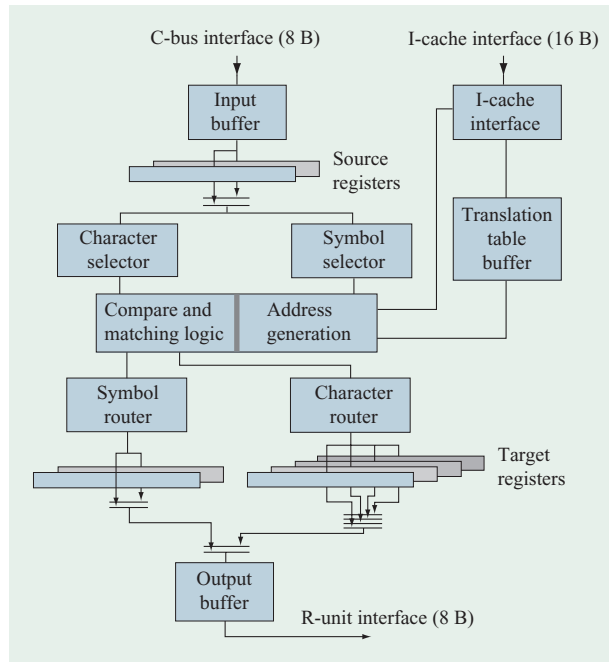 C-bus interface (8 B)
I-cache interface (16 B)
Input
buffer
I-cache
interface
Source
registers
Character
selector
Symbol
selector
Translation
table
buffer
Compare and
matching logic
Address
generation
Symbol
router
Character
router
Target
registers
Output
buffer
R-unit interface (8 B)